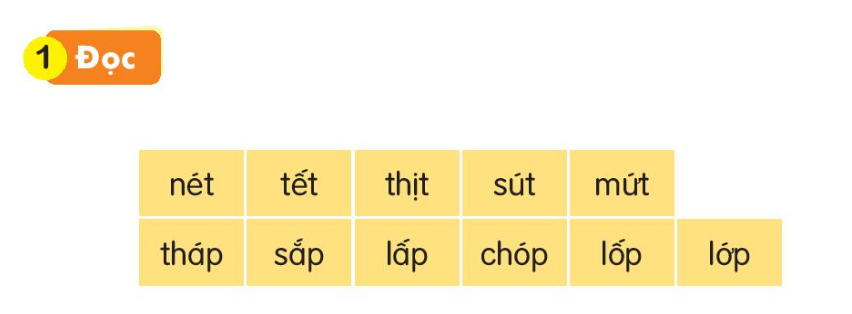 1 Đọc
nét tết thịt sút mứt
tháp sắp lấp chóp lốp lớp